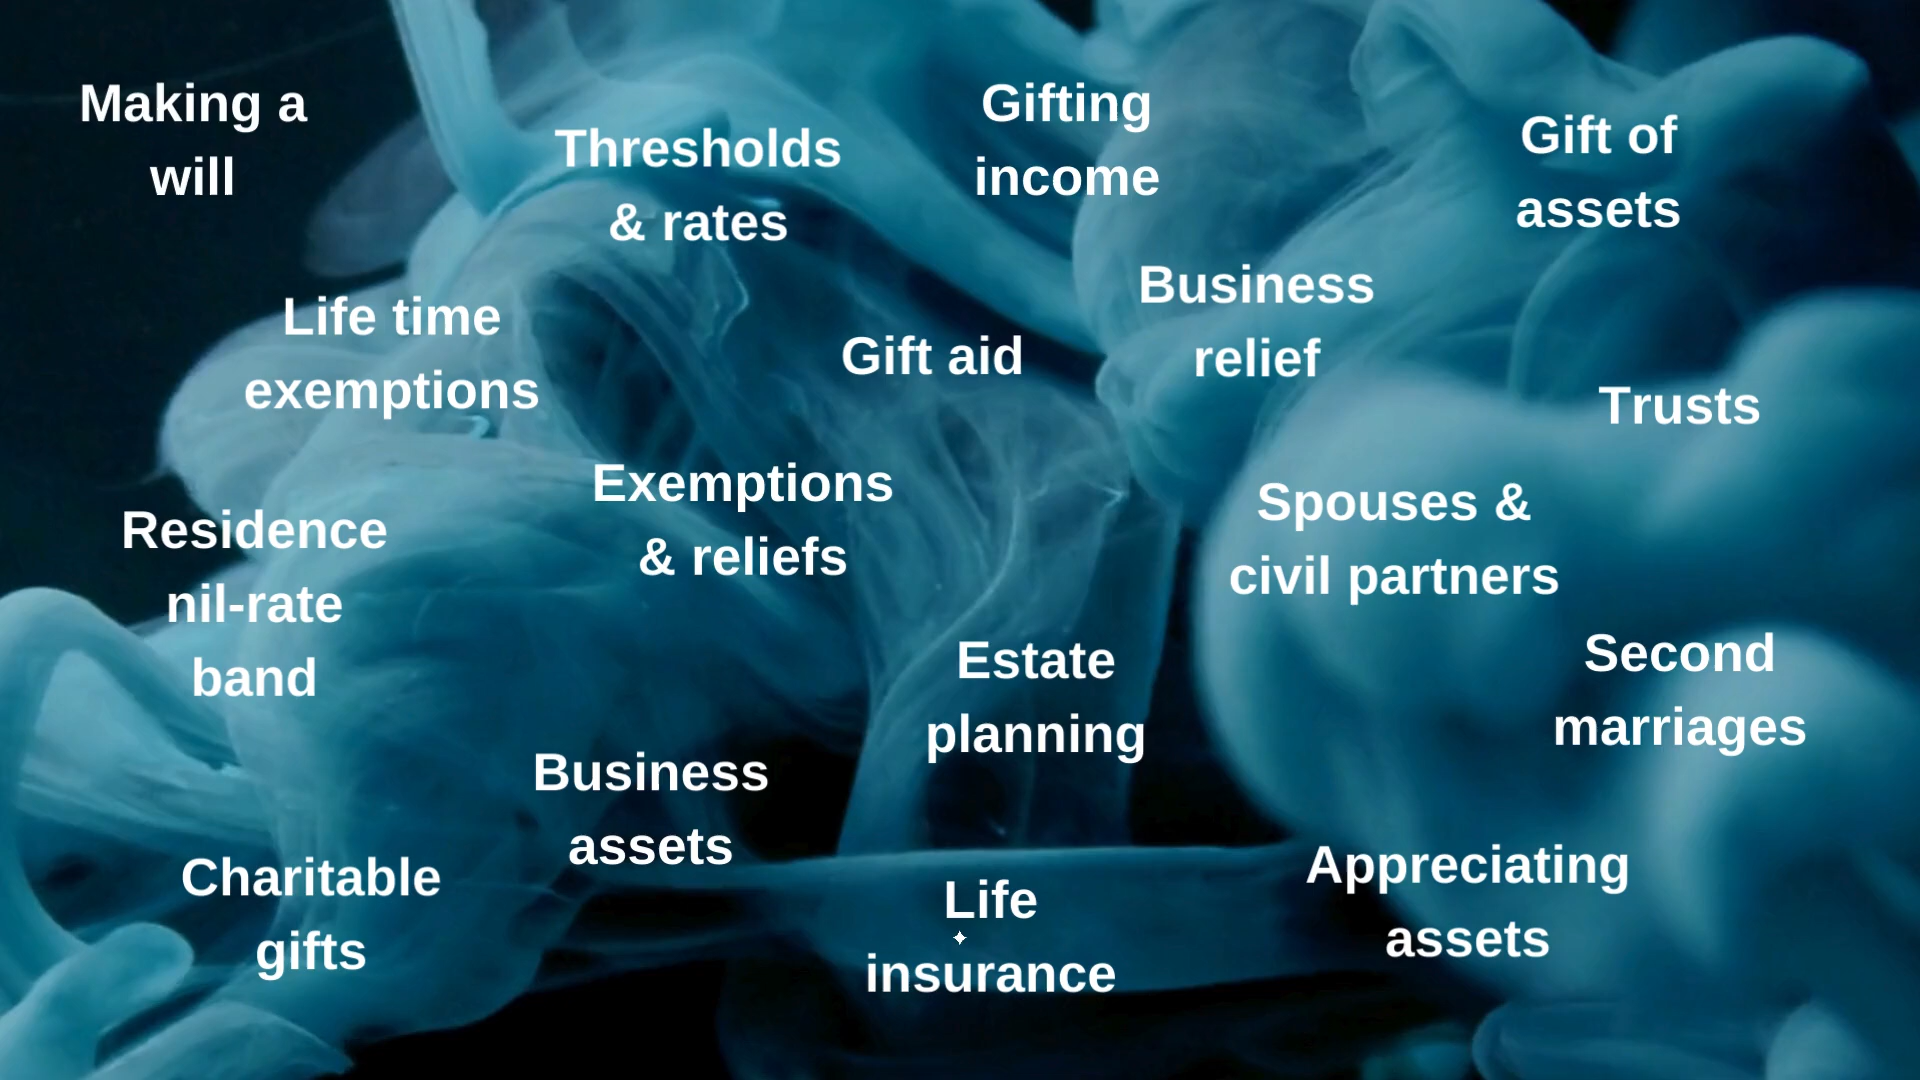 Making a
will
Thresholds
& rates
Gifting
income
Gift of
assets
Life time
exemptions
Gift aid
Business
relief
Trusts
Residence
nil-rate
band
Exemptions
& reliefs
Spouses &
civil partners
Estate
planning
Second
marriages
Business
assets
Charitable
gifts
Life
insurance
Appreciating
assets